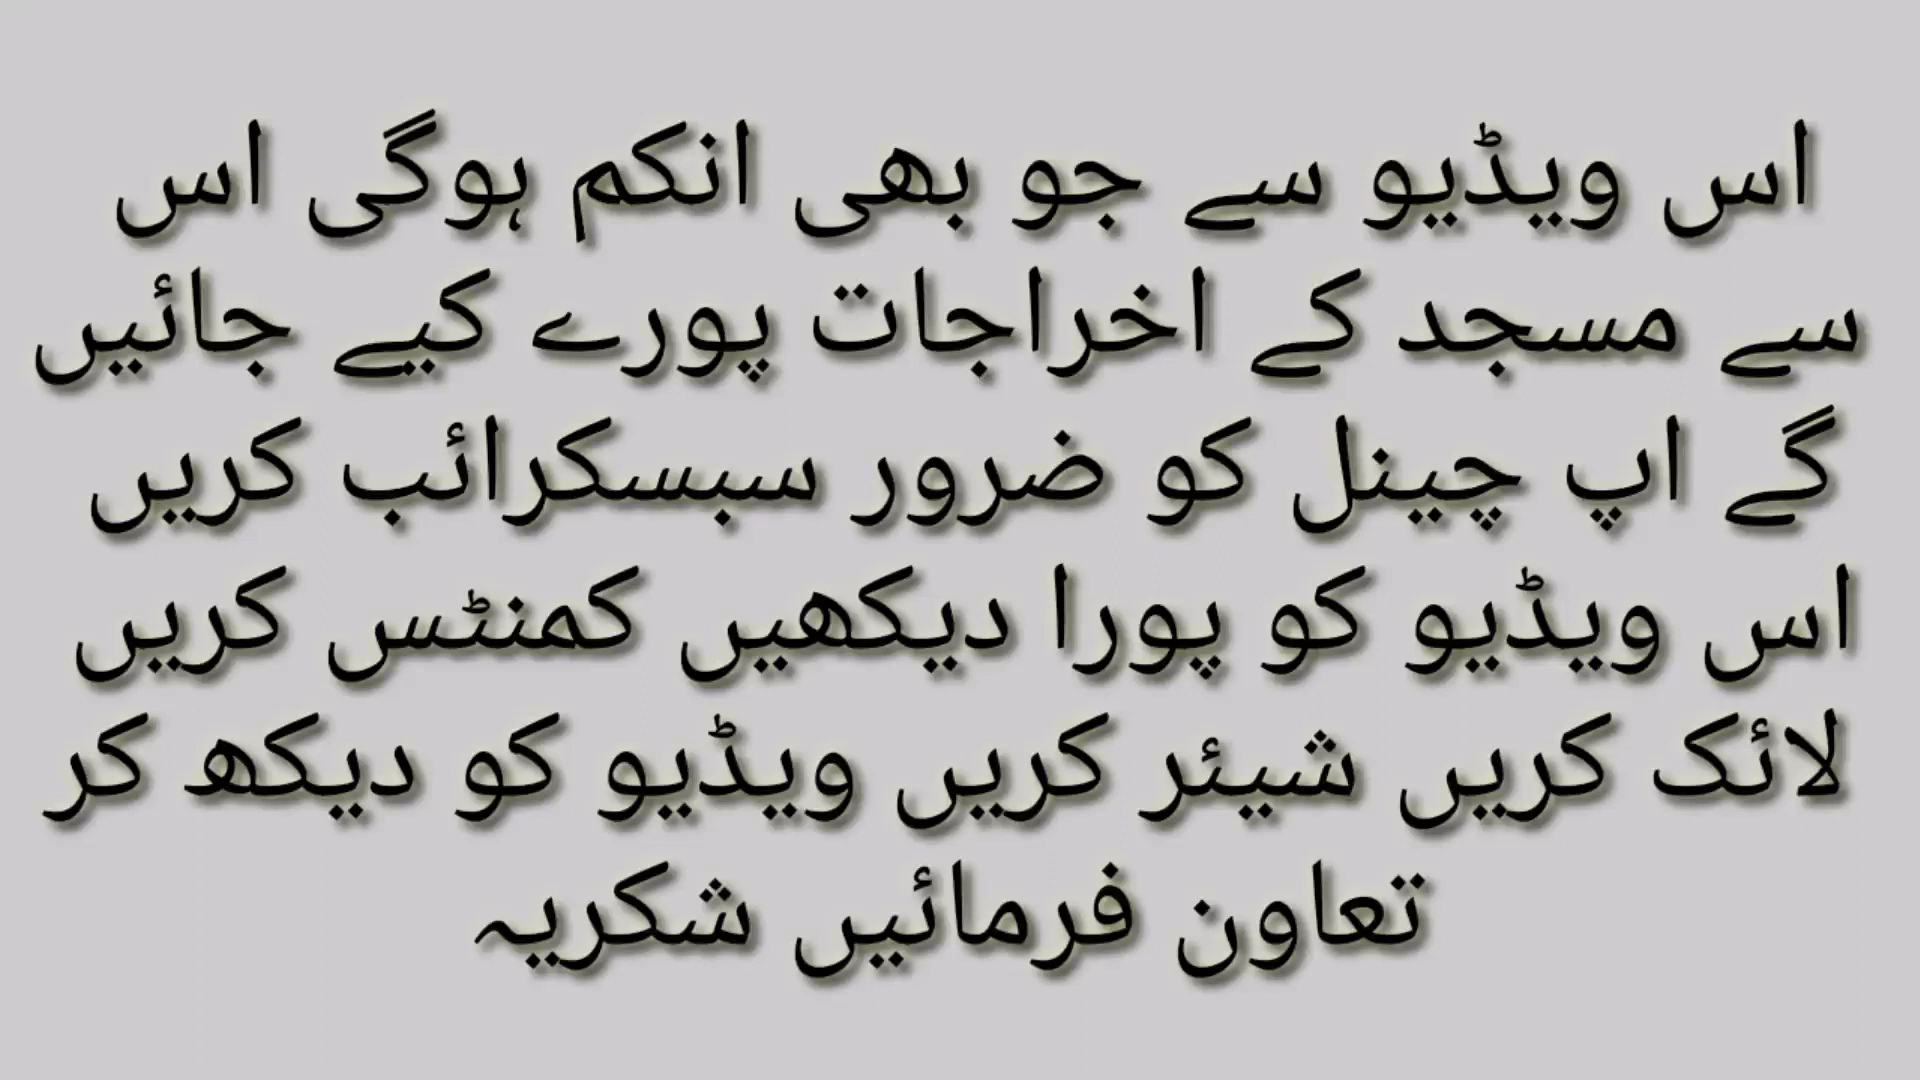 اس ویڈیو سے جو بھی انکم ہوگی اس
سے مسجد کے اخراجات پورے کیے جائیں
گے اپ چینل کو ضرور سبسکرائب کریں
اس ویڈیو کو پورا دیکھیں کمنٹس کریں
لائک کریں شیئر کریں ویڈیو کو دیکھ کر
تعاون فرمائیں شکریہ